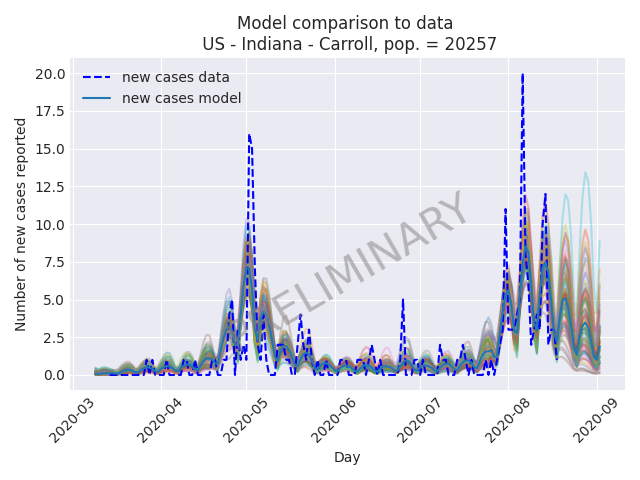 Model comparison to data
US - Indiana - Carroll, pop. = 20257
new cases data
new cases model
PRELIMINARY
Number of new cases reported
20.0
17.5
15.0
12.5
10.0
7.5
5.0
2.5
0.0
2020-03
2020-04
2020-05
2020-06
2020-07
2020-08
2020-09
Day